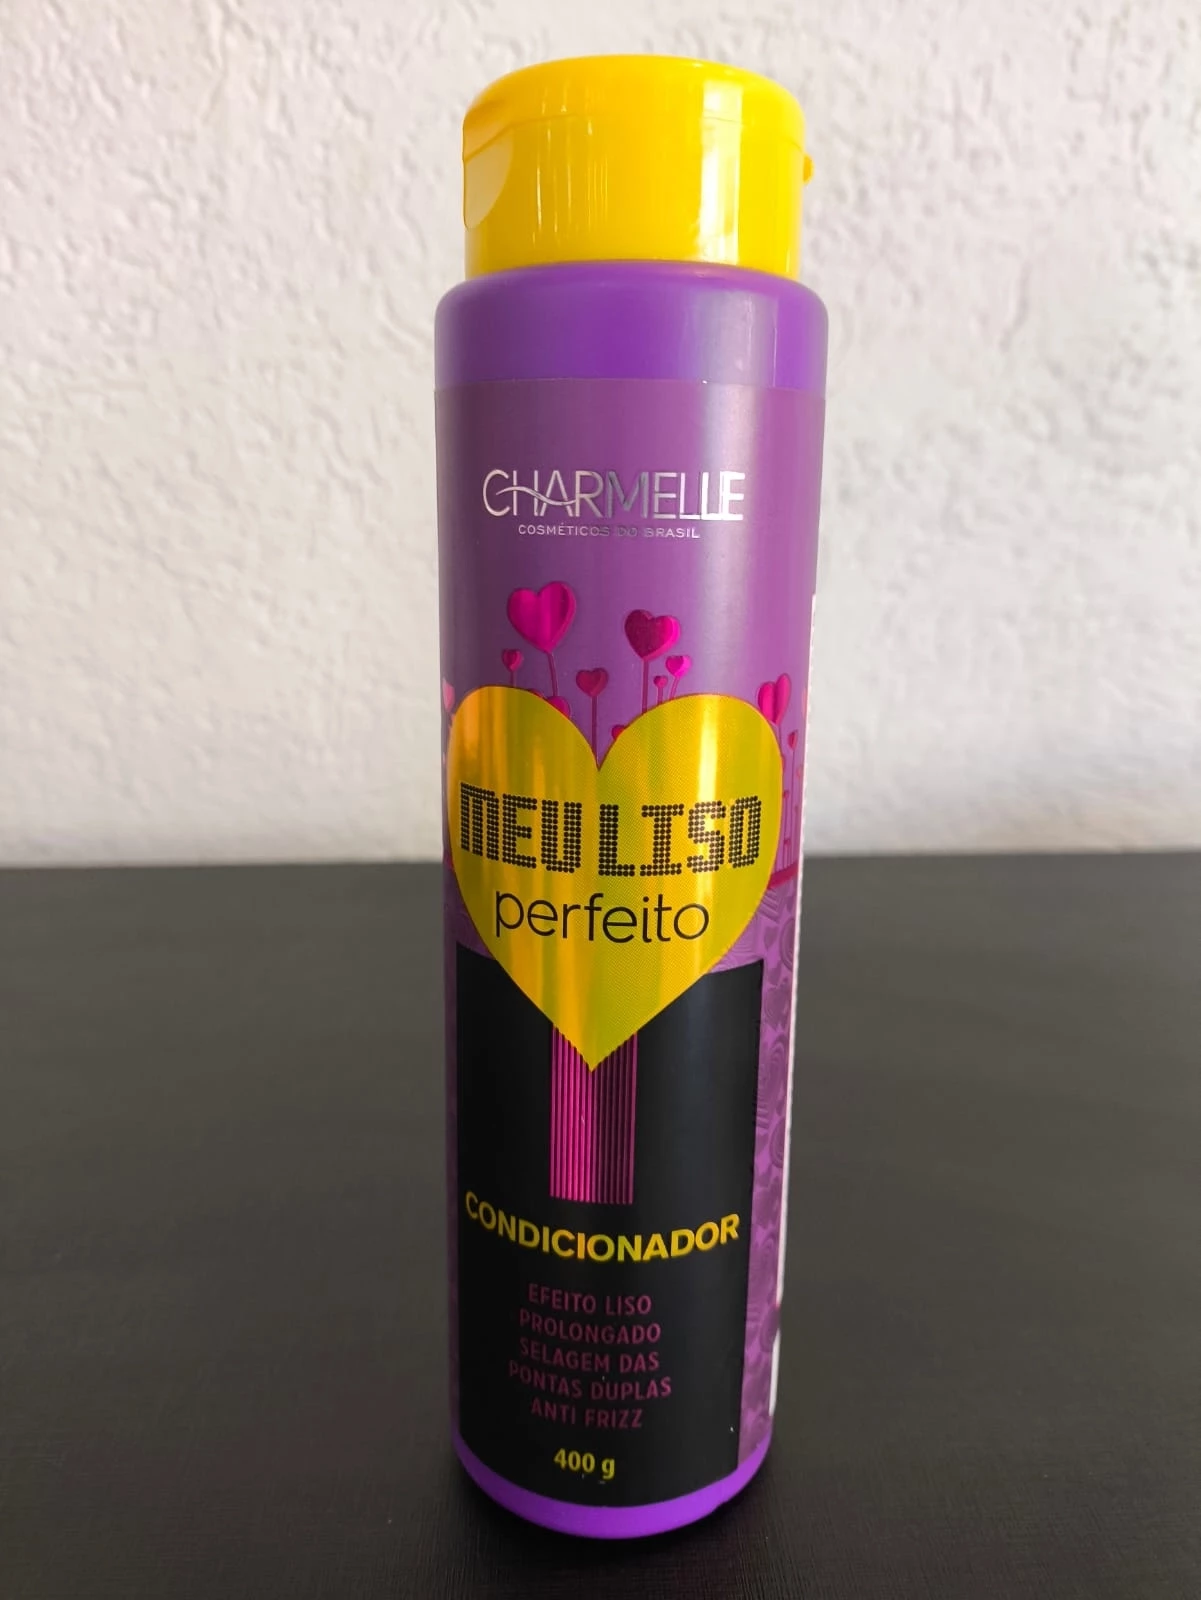 CHARMELLE
COSMÉTICOS DO BRASIL
MEU LISO
perfeito
CONDICIONADOR
EFEITO LISO
PROLONGADO
SELAGEM DAS
PONTAS DUPLAS
ANTI FRIZZ
400 g